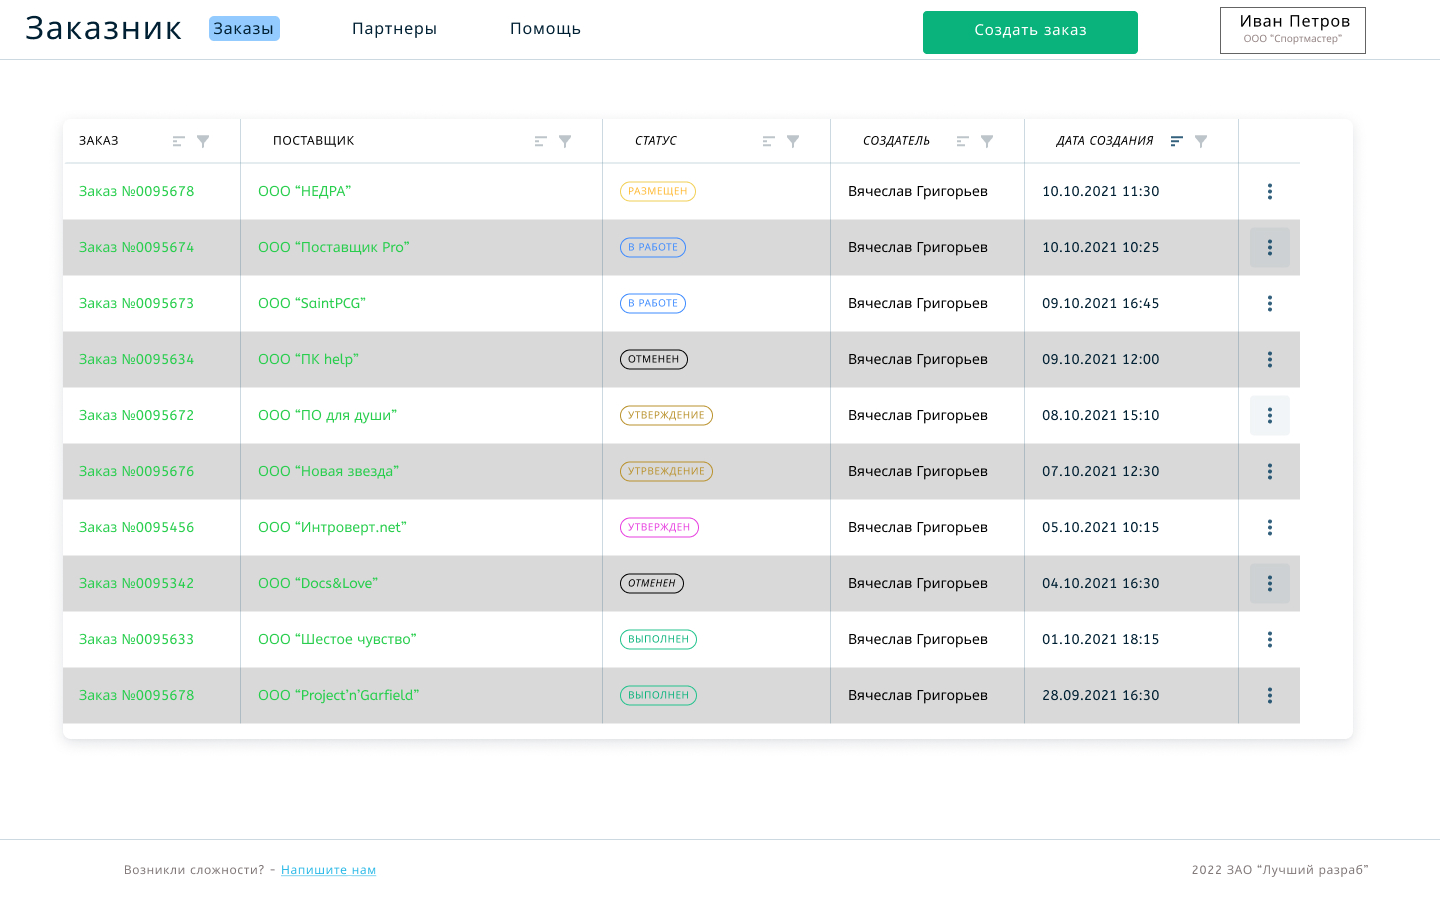 Заказник Заказы Партнеры Помощь Создать заказ Иван Петров
ООО “Спортмастер”
ЗАКАЗ ПОСТАВЩИК СТАТУС СОЗДАТЕЛЬ ДАТА СОЗДАНИЯ
Заказ №0095678 ООО “НЕДРА” РАЗМЕЩЕН Вячеслав Григорьев 10.10.2021 11:30
Заказ №0095674 ООО “Поставщик Pro” В РАБОТЕ Вячеслав Григорьев 10.10.2021 10:25
Заказ №0095673 ООО “SaintPCG” В РАБОТЕ Вячеслав Григорьев 09.10.2021 16:45
Заказ №0095634 ООО “ПК help” ОТМЕНЕН Вячеслав Григорьев 09.10.2021 12:00
Заказ №0095672 ООО “ПО для души” УТВЕРЖДЕНИЕ Вячеслав Григорьев 08.10.2021 15:10
Заказ №0095676 ООО “Новая звезда” УТРВЕЖДЕНИЕ Вячеслав Григорьев 07.10.2021 12:30
Заказ №0095456 ООО “Интроверт.net” УТВЕРЖДЕН Вячеслав Григорьев 05.10.2021 10:15
Заказ №0095342 ООО “Docs&Love” ОТМЕНЕН Вячеслав Григорьев 04.10.2021 16:30
Заказ №0095633 ООО “Шестое чувство” ВЫПОЛНЕН Вячеслав Григорьев 01.10.2021 18:15
Заказ №0095678 ООО “Project’n’Garfield” ВЫПОЛНЕН Вячеслав Григорьев 28.09.2021 16:30
Возникли сложности? - Напишите нам 2022 ЗАО “Лучший разраб”